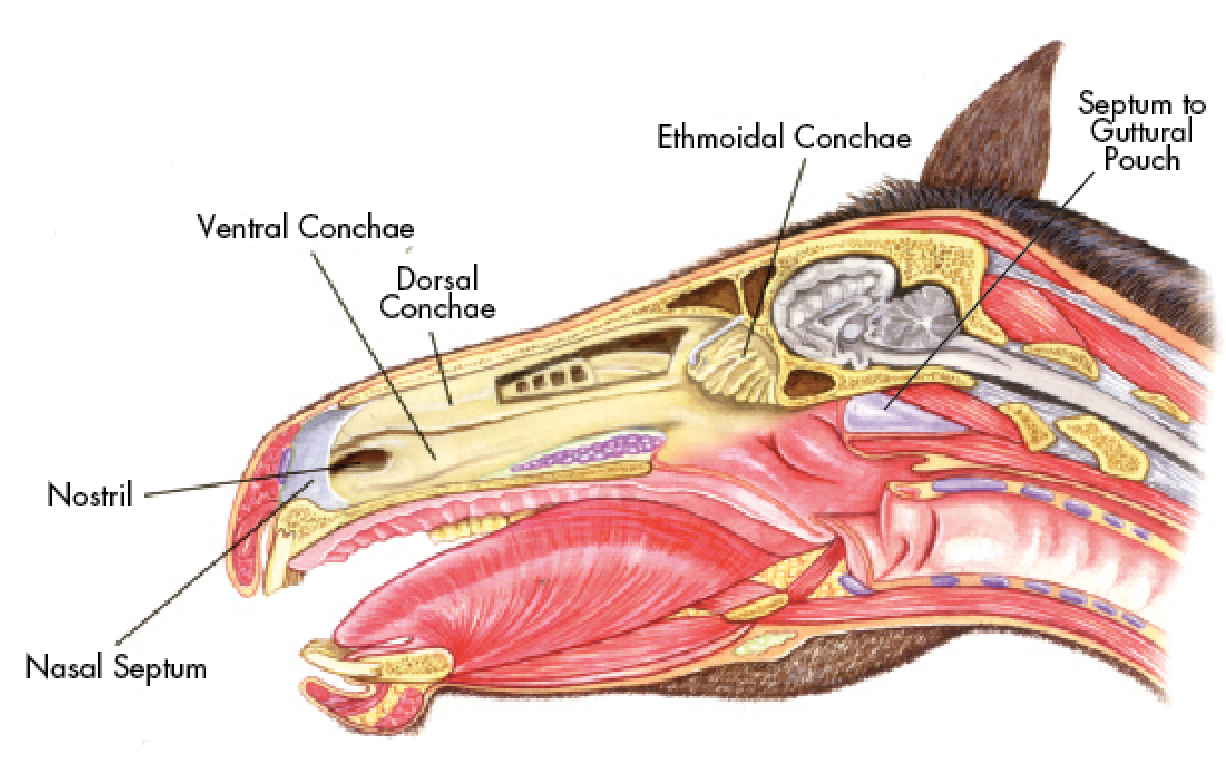 Septum to
Guttural
Pouch
Ethmoidal Conchae
Ventral Conchae
Dorsal
Conchae
Nostril
Nasal Septum